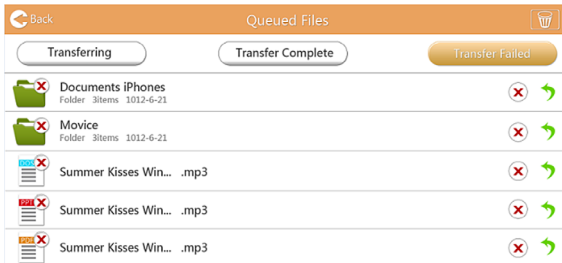 Back
Queued Files
Transferring
Transfer Complete
Transfer Failed
Documents iPhones
Folder 3items 1012-6-21
Movice
Folder 3items 1012-6-21
DOS
Summer Kisses Win... .mp3
PPT
Summer Kisses Win... .mp3
PDF
Summer Kisses Win... .mp3